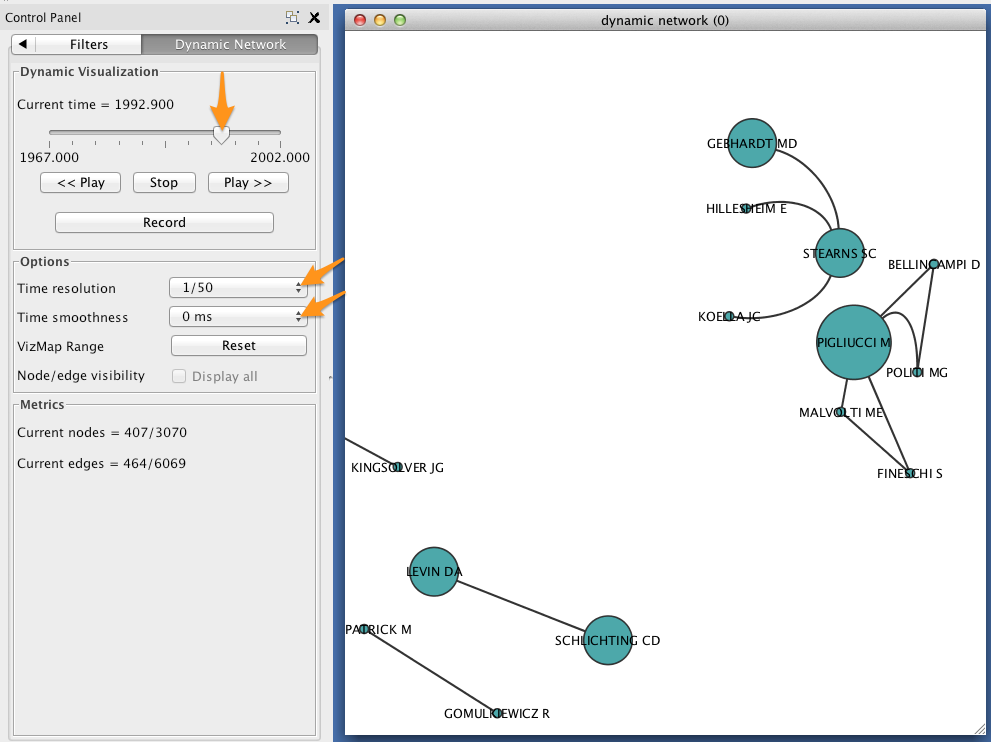 Control Panel
Filters
Dynamic Network
Dynamic Visualization
Current time = 1992.900
1967.000 2002.000
<< Play Stop Play >>
Record
Options
Time resolution 1/50
Time smoothness 0 ms
VizMap Range Reset
Node/edge visibility Display all
Metrics
Current nodes = 407/3070
Current edges = 464/6069
dynamic network (0)
GEBHARDT MD
HILLESHEIM E
STEARNS SC
BELLINCAMPI D
KOELLA JC
PIGLIUCCI M
POLITI MG
MALVOLTI ME
KINGSOLVER JG
FINESCHI S
LEVIN DA
PATRICK M
SCHLICHTING CD
GOMULKIEWICZ R